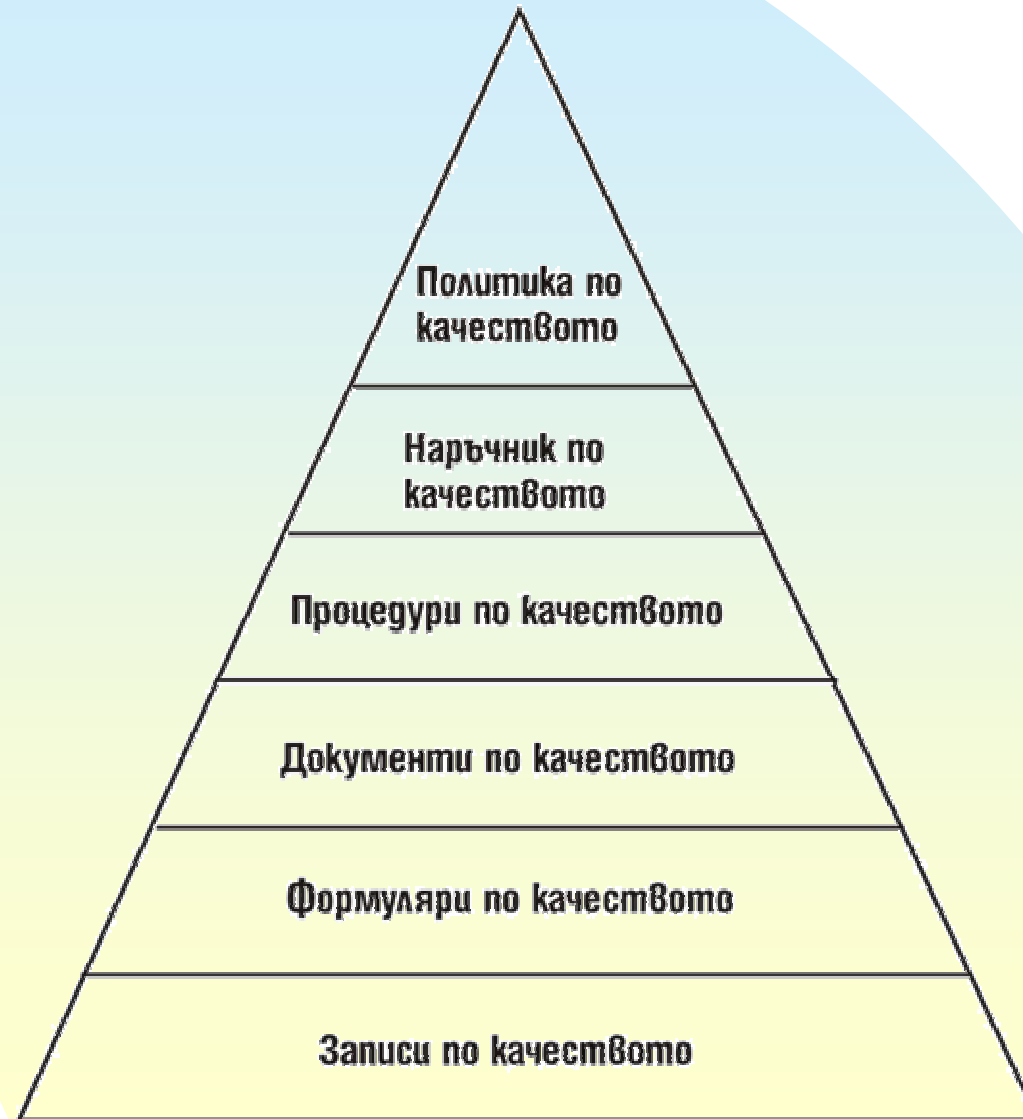 Политика по
качеството
Наръчник по
качеството
Процедури по качеството
Документи по качеството
Формуляри по качеството
Записи по качеството